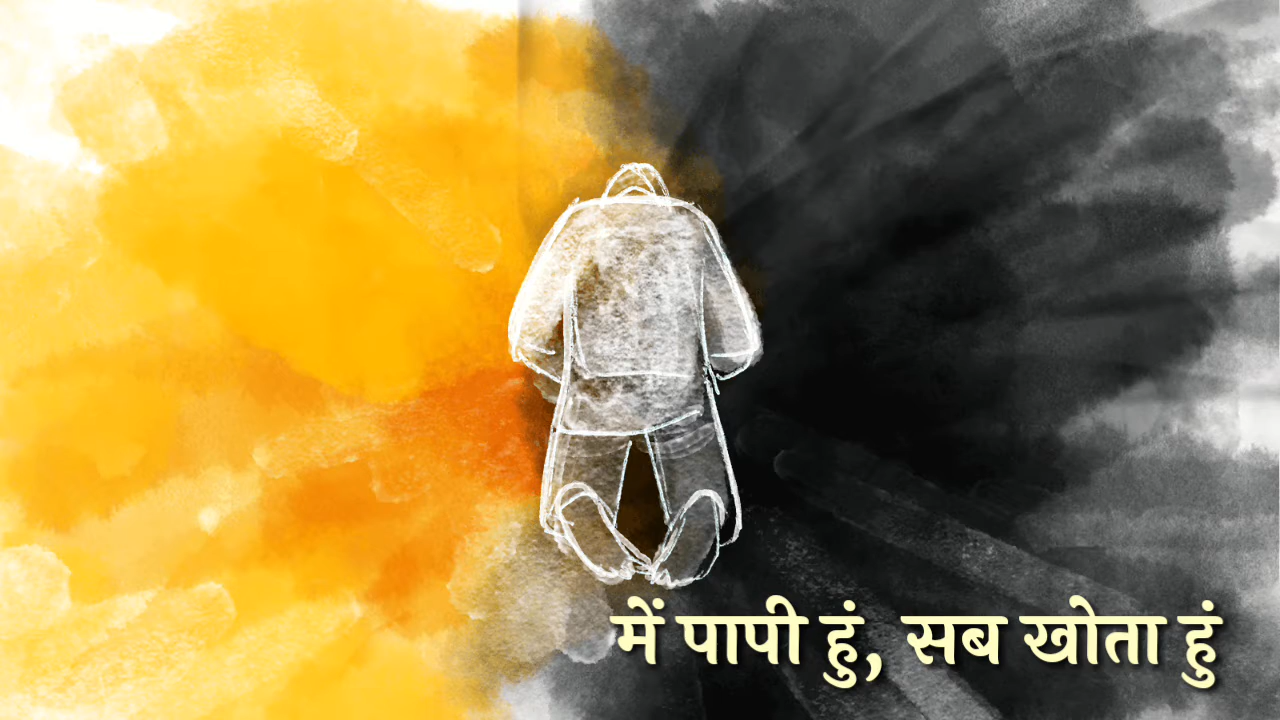 में पापी हुं, सब खोता हुं